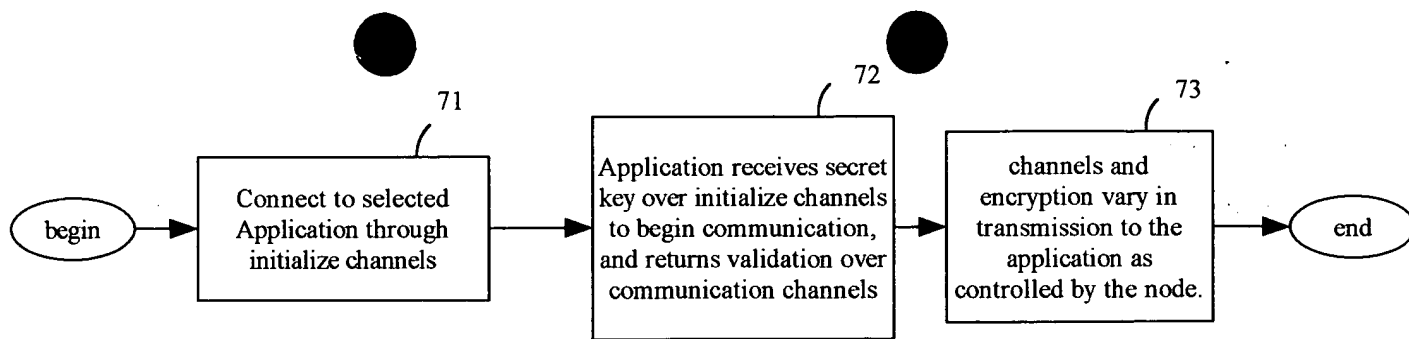 71
72
73
begin
Connect to selected
Application through
initialize channels
Application receives secret
key over initialize channels
to begin communication,
and returns validation over
communication channels
channels and
encryption vary in
transmission to the
application as
controlled by the node.
end